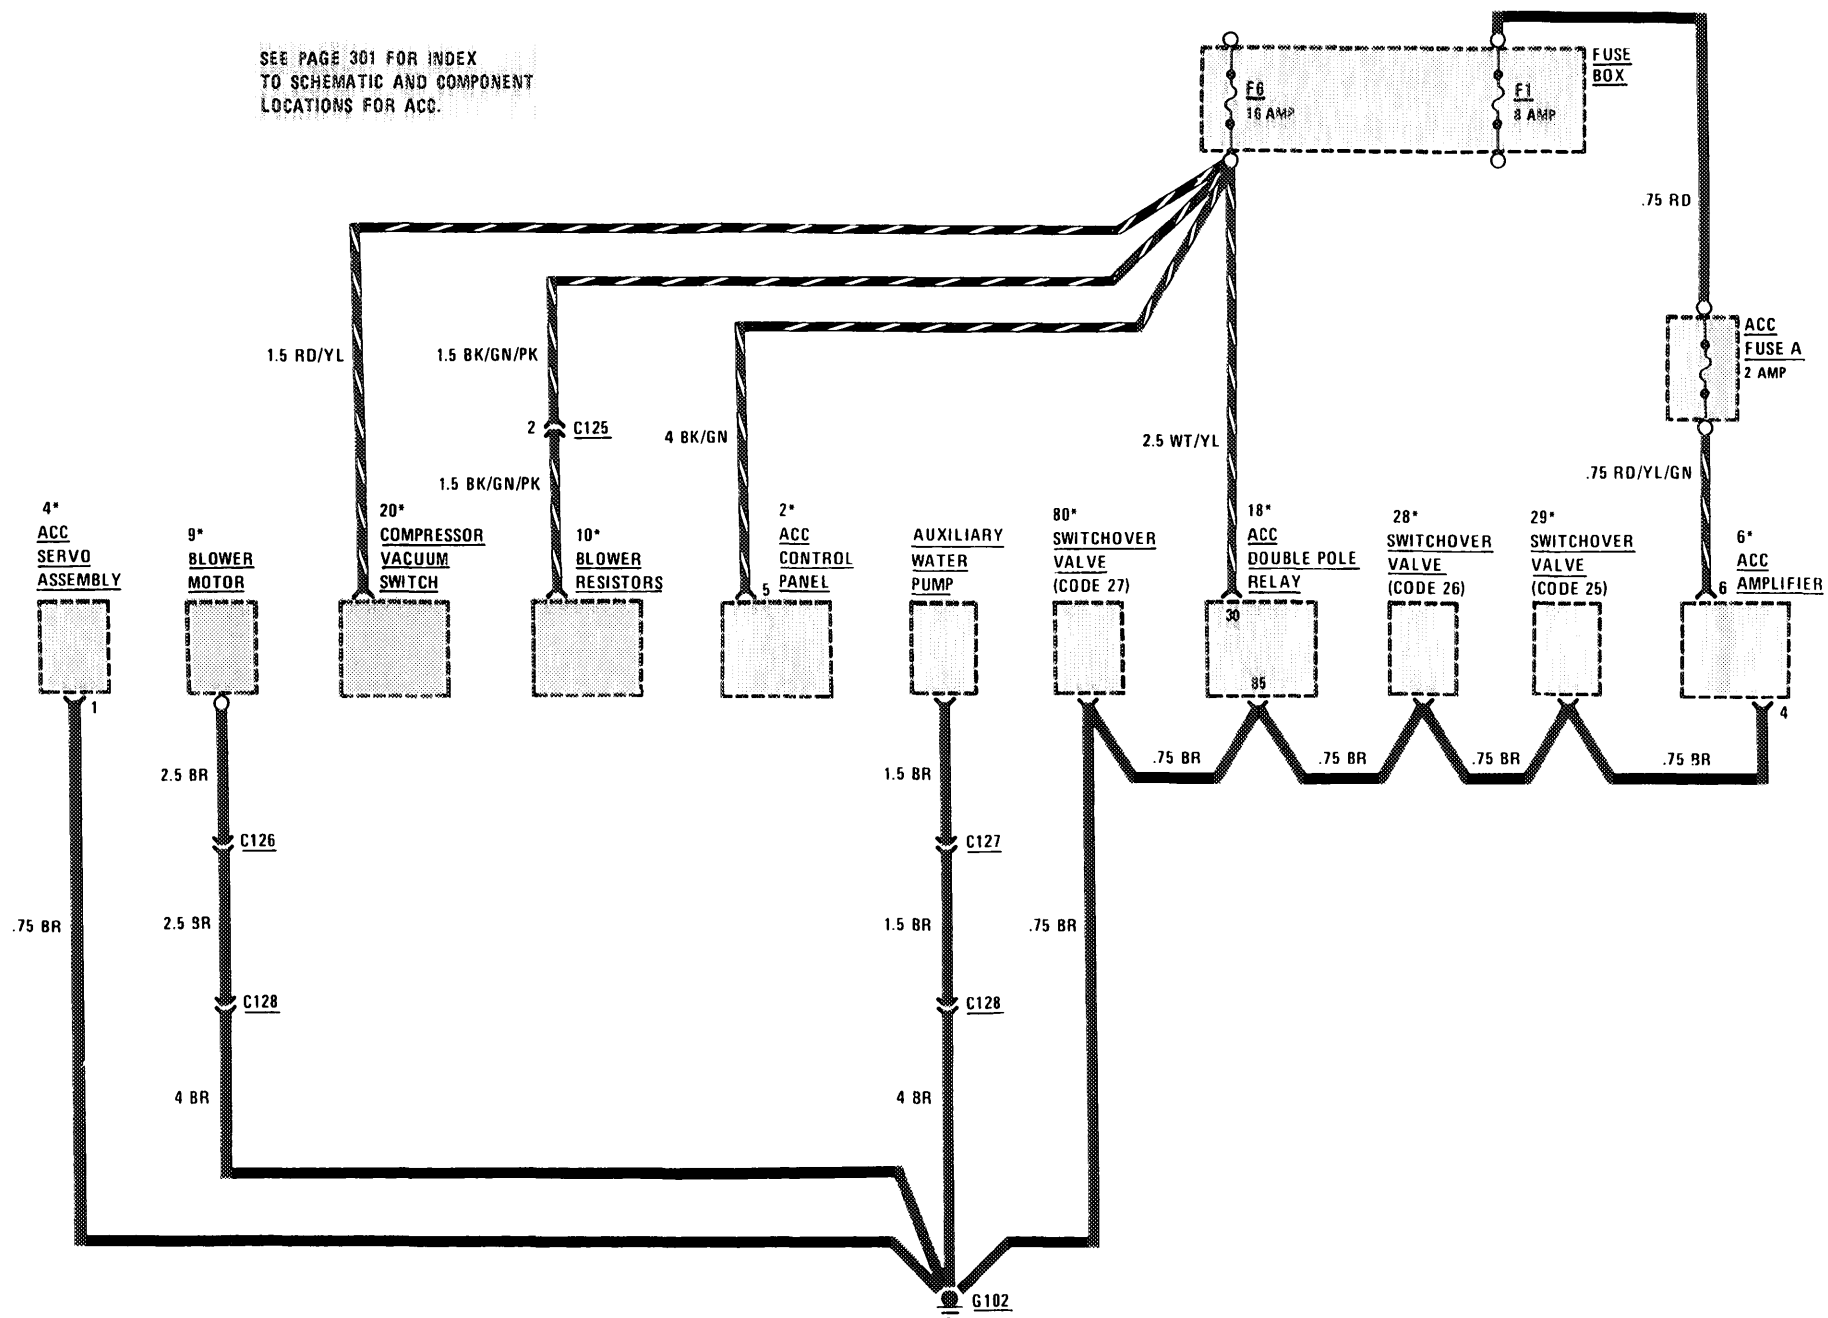 SEE PAGE 301 FOR INDEX
TO SCHEMATIC AND COMPONENT
LOCATIONS FOR ACC.
FUSE
BOX
F6
16 AMP
F1
8 AMP
.75 RD
ACC
FUSE A
2 AMP
1.5 RD/YL
1.5 BK/GN/PK
2
C125
4 BK/GN
2.5 WT/YL
1.5 BK/GN/PK
.75 RD/YL/GN
4*
ACC
SERVO
ASSEMBLY
9*
BLOWER
MOTOR
20*
COMPRESSOR
VACUUM
SWITCH
10*
BLOWER
RESISTORS
2*
ACC
CONTROL
PANEL
5
AUXILIARY
WATER
PUMP
80*
SWITCHOVER
VALVE
(CODE 27)
18*
ACC
DOUBLE POLE
RELAY
30
85
28*
SWITCHOVER
VALVE
(CODE 26)
29*
SWITCHOVER
VALVE
(CODE 25)
6*
ACC
AMPLIFIER
6
1
4
2.5 BR
1.5 BR
.75 BR
.75 BR
.75 BR
.75 BR
C126
C127
.75 BR
2.5 BR
1.5 BR
.75 BR
C128
C128
4 BR
4 BR
G102